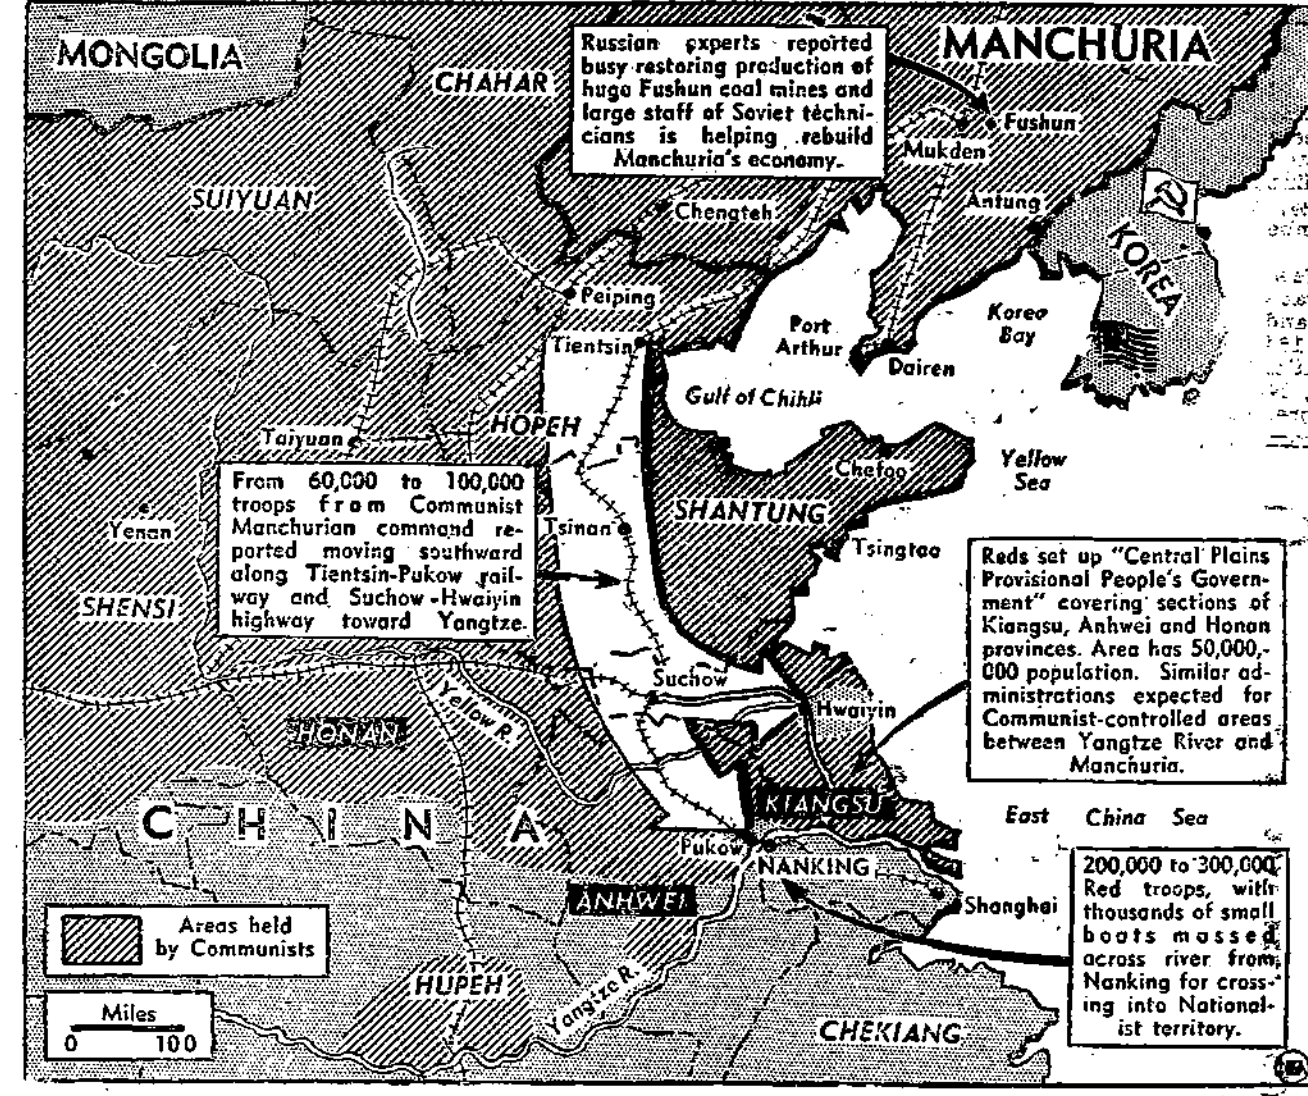 MONGOLIA
CHAHAR
Russian experts reported
busy restoring production of
huge Fushun coal mines and
large staff of Soviet techni-
cians is helping rebuild
Manchuria's economy.
MANCHURIA
Fushun
Mukden
SUIYUAN
Chengteh
Antung
KOREA
Peiping
Tientsin
Port
Arthur
Korea
Bay
Dairen
Gulf of Chihli
HOPEH
Taiyuan
Chefoo
Yellow
Sea
From 60,000 to 100,000
troops from Communist
Manchurian command re-
ported moving southward
along Tientsin-Pukow rail-
way and Suchow-Hwaiyin
highway toward Yangtze.
Yenan
Tsinan
SHANTUNG
Tsingtao
SHENSI
Reds set up "Central Plains
Provisional People's Govern-
ment" covering sections of
Kiangsu, Anhwei and Honan
provinces. Area has 50,000,-
000 population. Similar ad-
ministrations expected for
Communist-controlled areas
between Yangtze River and
Manchuria.
Suchow
Hwaiyin
Yellow R.
HONAN
CHINA
KIANGSU
East China Sea
Pukow
NANKING
ANHWEI
Shanghai
200,000 to 300,000
Red troops, with
thousands of small
boats massed
across river from
Nanking for cross-
ing into National-
ist territory.
Areas held
by Communists
HUPEH
Yangtze R.
CHEKIANG
Miles
0 100